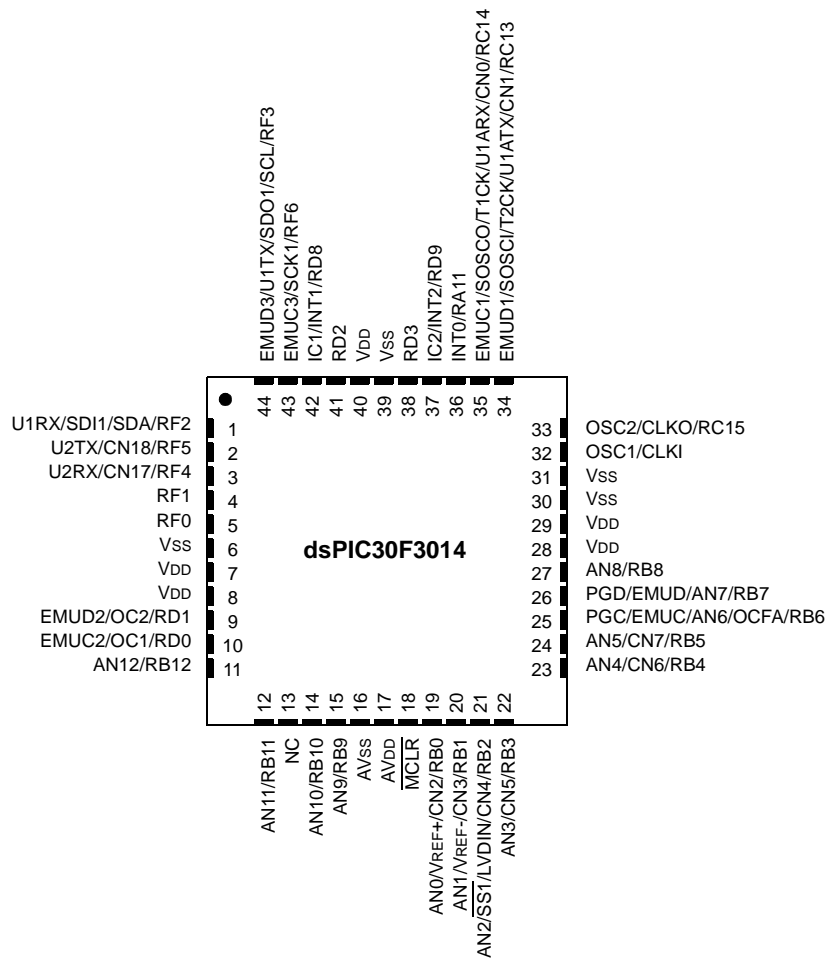 EMUD3/U1TX/SDO1/SCL/RF3
EMUC3/SCK1/RF6
IC1/INT1/RD8
RD2
VDD
VSS
RD3
IC2/INT2/RD9
INT0/RA11
EMUC1/SOSCO/T1CK/U1ARX/CN0/RC14
EMUD1/SOSCI/T2CK/U1ATX/CN1/RC13
44
43
42
41
40
39
38
37
36
35
34
U1RX/SDI1/SDA/RF2 1
U2TX/CN18/RF5 2
U2RX/CN17/RF4 3
RF1 4
RF0 5
VSS 6
VDD 7
VDD 8
EMUD2/OC2/RD1 9
EMUC2/OC1/RD0 10
AN12/RB12 11
dsPIC30F3014
33 OSC2/CLKO/RC15
32 OSC1/CLKI
31 VSS
30 VSS
29 VDD
28 VDD
27 AN8/RB8
26 PGD/EMUD/AN7/RB7
25 PGC/EMUC/AN6/OCFA/RB6
24 AN5/CN7/RB5
23 AN4/CN6/RB4
12
13
14
15
16
17
18
19
20
21
22
AN11/RB11
NC
AN10/RB10
AN9/RB9
AVSS
AVDD
MCLR
AN0/VREF+/CN2/RB0
AN1/VREF-/CN3/RB1
AN2/SS1/LVDIN/CN4/RB2
AN3/CN5/RB3